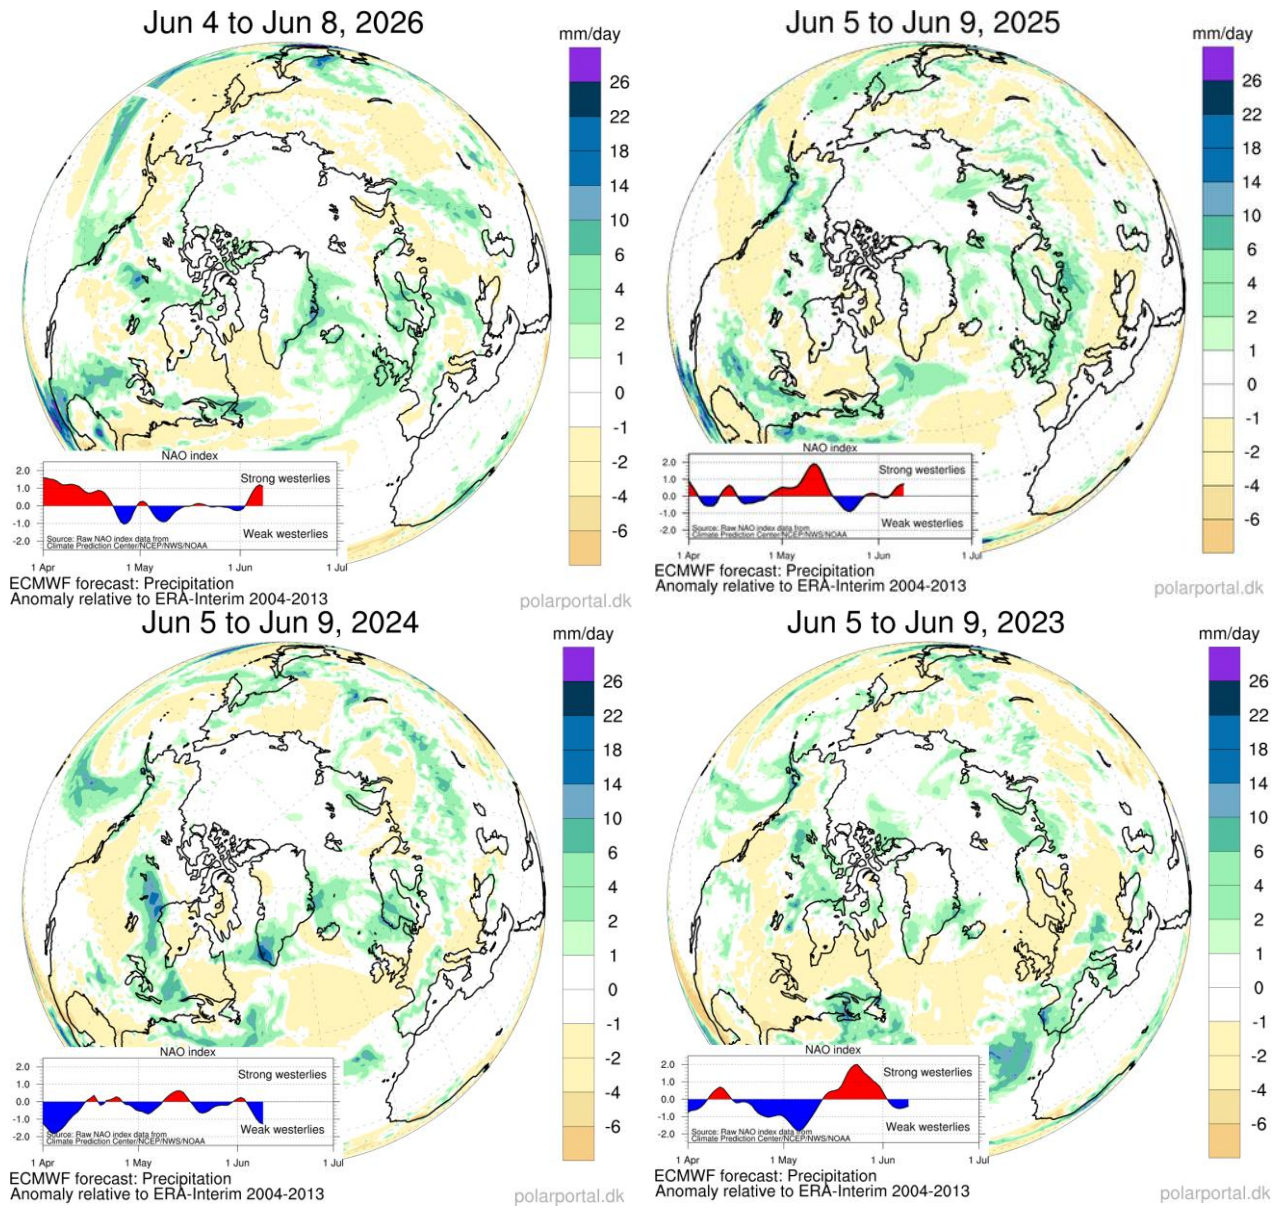 Jun 4 to Jun 8, 2026
mm/day
26
22
18
14
10
6
4
2
1
0
-1
-2
-4
-6
NAO index
2.0
1.0
0.0
-1.0
-2.0
Strong westerlies
Weak westerlies
Source: Raw NAO index data from
Climate Prediction Center/NCEP/NWS/NOAA
1 Apr
1 May
1 Jun
1 Jul
ECMWF forecast: Precipitation
Anomaly relative to ERA-Interim 2004-2013
polarportal.dk
Jun 5 to Jun 9, 2025
mm/day
26
22
18
14
10
6
4
2
1
0
-1
-2
-4
-6
NAO index
2.0
1.0
0.0
-1.0
-2.0
Strong westerlies
Weak westerlies
Source: Raw NAO index data from
Climate Prediction Center/NCEP/NWS/NOAA
1 Apr
1 May
1 Jun
1 Jul
ECMWF forecast: Precipitation
Anomaly relative to ERA-Interim 2004-2013
polarportal.dk
Jun 5 to Jun 9, 2024
mm/day
26
22
18
14
10
6
4
2
1
0
-1
-2
-4
-6
NAO index
2.0
1.0
0.0
-1.0
-2.0
Strong westerlies
Weak westerlies
Source: Raw NAO index data from
Climate Prediction Center/NCEP/NWS/NOAA
1 Apr
1 May
1 Jun
1 Jul
ECMWF forecast: Precipitation
Anomaly relative to ERA-Interim 2004-2013
polarportal.dk
Jun 5 to Jun 9, 2023
mm/day
26
22
18
14
10
6
4
2
1
0
-1
-2
-4
-6
NAO index
2.0
1.0
0.0
-1.0
-2.0
Strong westerlies
Weak westerlies
Source: Raw NAO index data from
Climate Prediction Center/NCEP/NWS/NOAA
1 Apr
1 May
1 Jun
1 Jul
ECMWF forecast: Precipitation
Anomaly relative to ERA-Interim 2004-2013
polarportal.dk